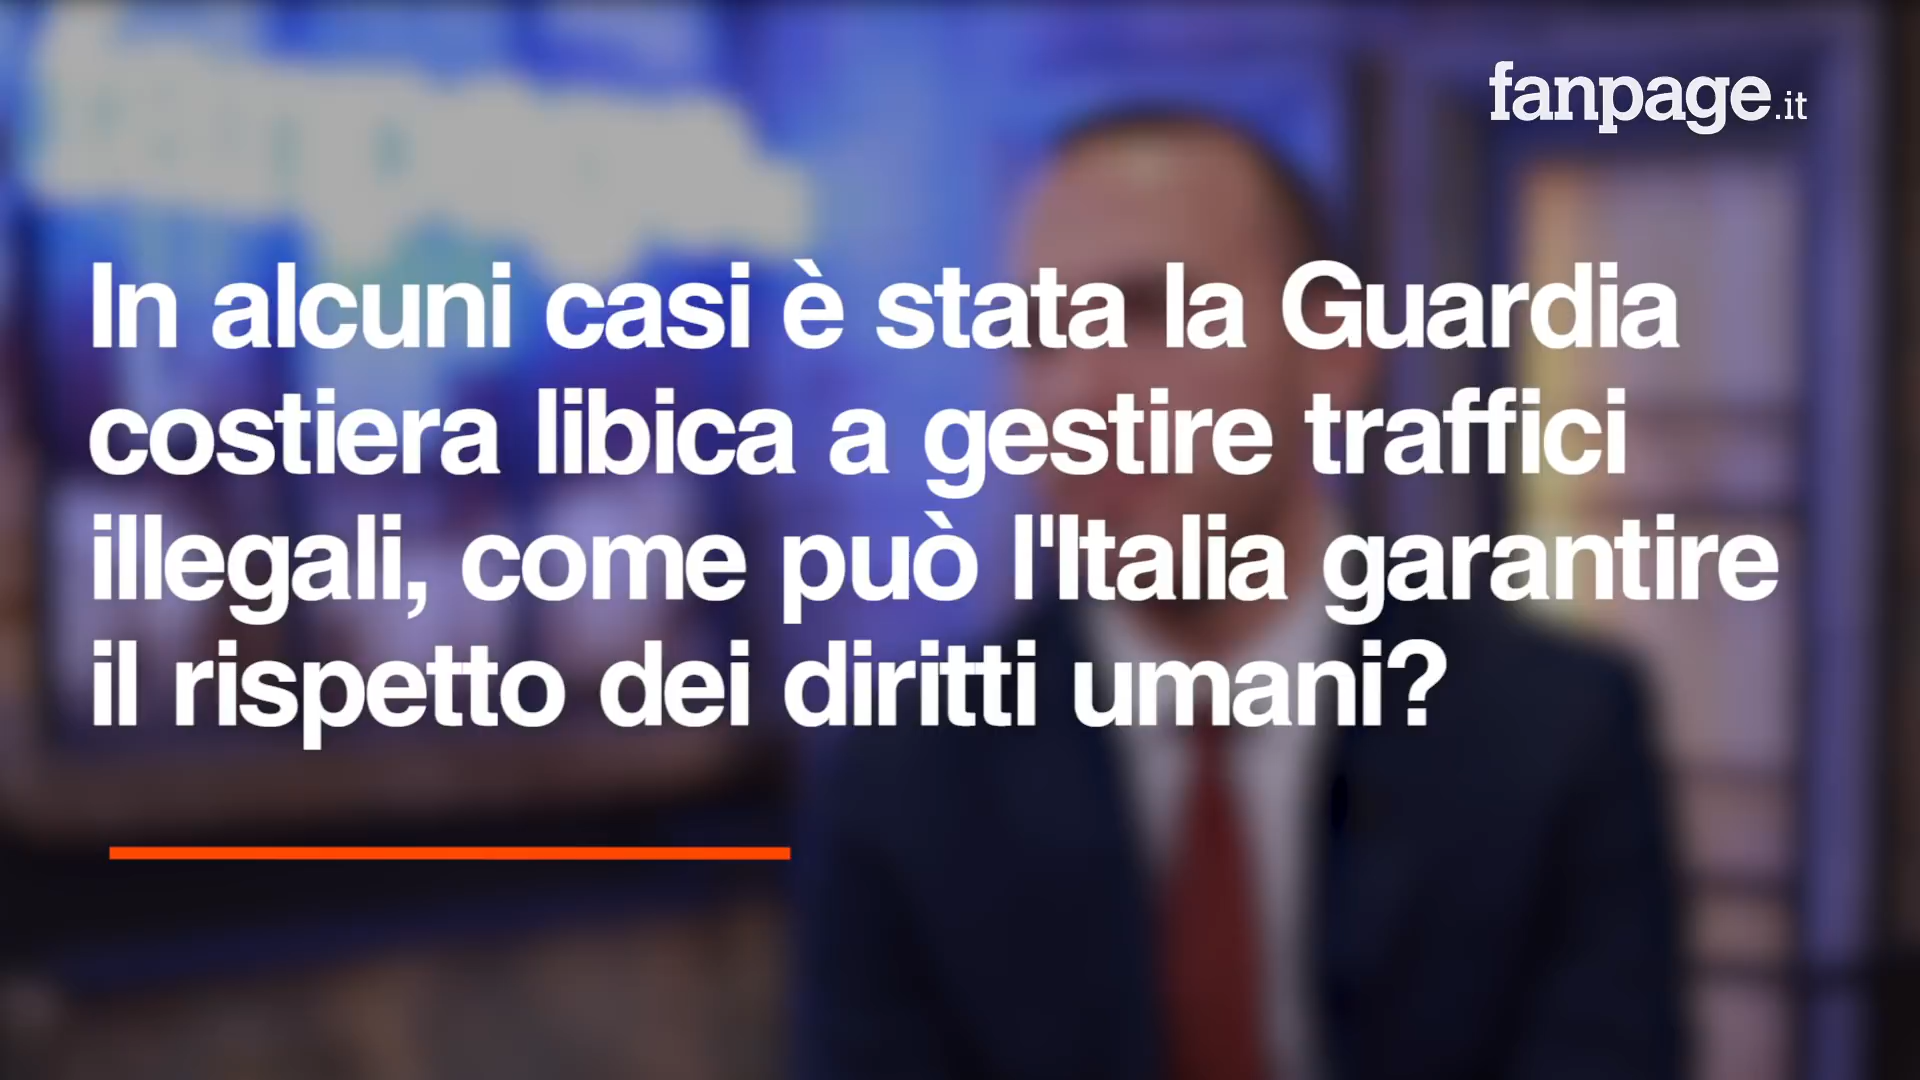 fanpage.it
In alcuni casi è stata la Guardia
costiera libica a gestire traffici
illegali, come può l'Italia garantire
il rispetto dei diritti umani?